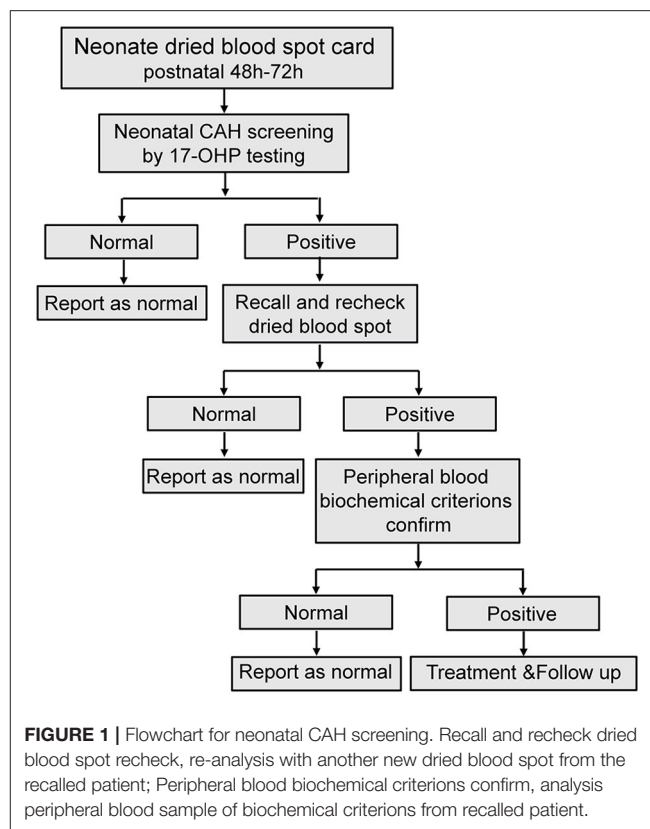 Neonate dried blood spot card
postnatal 48h-72h
Neonatal CAH screening
by 17-OHP testing
Normal
Positive
Report as normal
Recall and recheck
dried blood spot
Normal
Positive
Report as normal
Peripheral blood
biochemical criterions
confirm
Normal
Positive
Report as normal
Treatment &Follow up
FIGURE 1 | Flowchart for neonatal CAH screening. Recall and recheck dried
blood spot recheck, re-analysis with another new dried blood spot from the
recalled patient; Peripheral blood biochemical criterions confirm, analysis
peripheral blood sample of biochemical criterions from recalled patient.